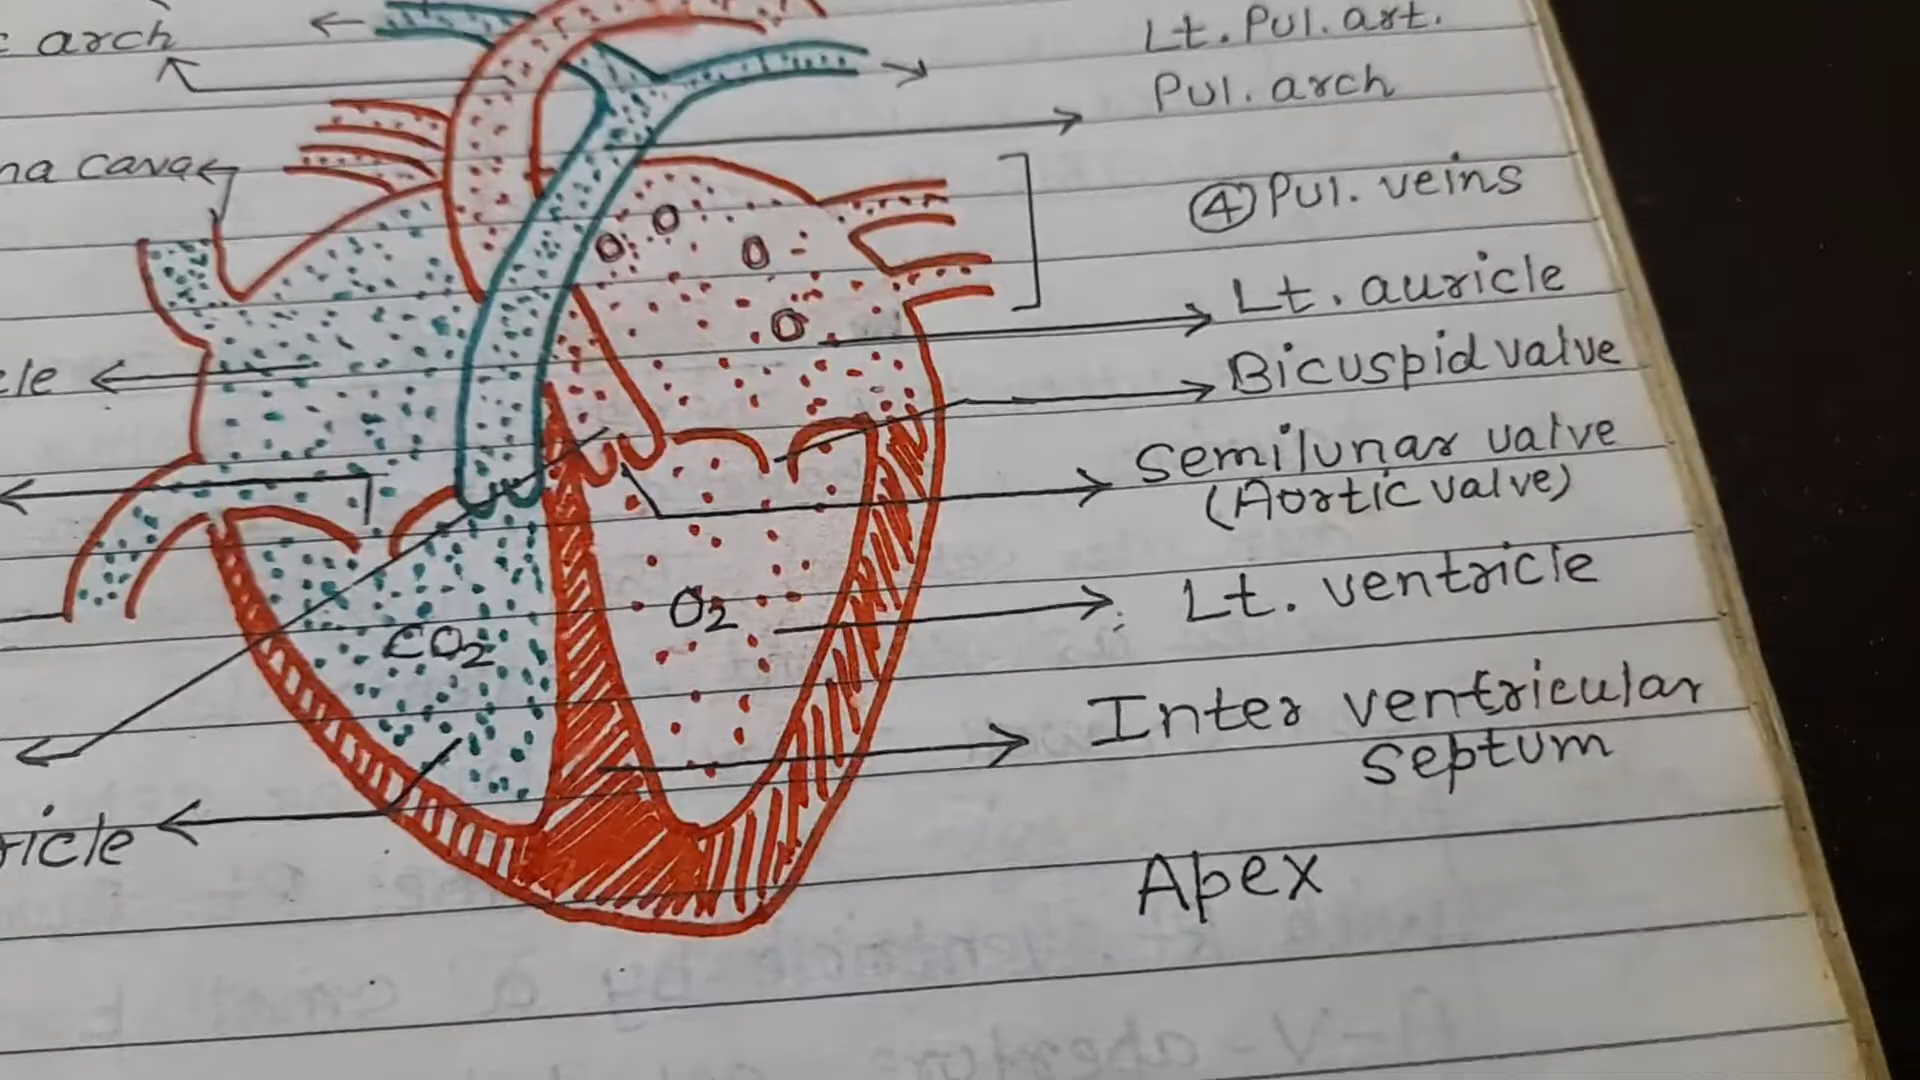 c arch
Lt. Pul. art.
Pul. arch
na cava
④ Pul. veins
Lt. auricle
cle
Bicuspid valve
Semilunar valve
(Aortic valve)
O2
Lt. ventricle
CO2
Inter ventricular
septum
ricle
Apex